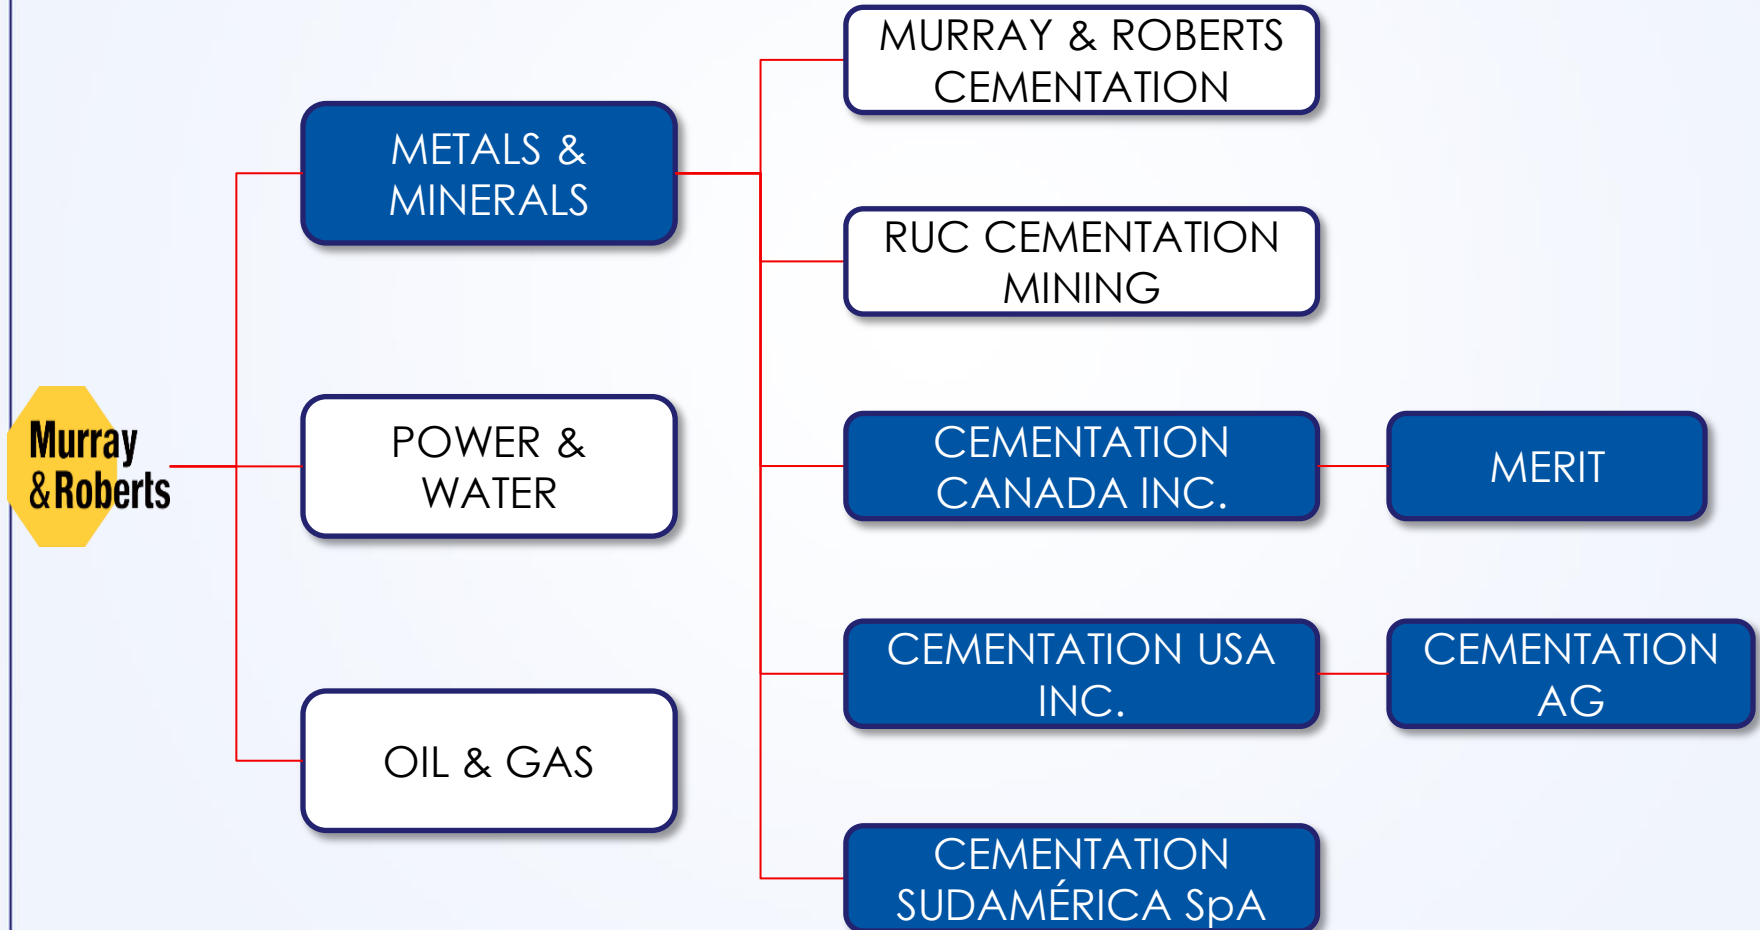 Murray
&Roberts
METALS &
MINERALS
POWER &
WATER
OIL & GAS
MURRAY & ROBERTS
CEMENTATION
RUC CEMENTATION
MINING
CEMENTATION
CANADA INC.
MERIT
CEMENTATION USA
INC.
CEMENTATION
AG
CEMENTATION
SUDAMÉRICA SpA